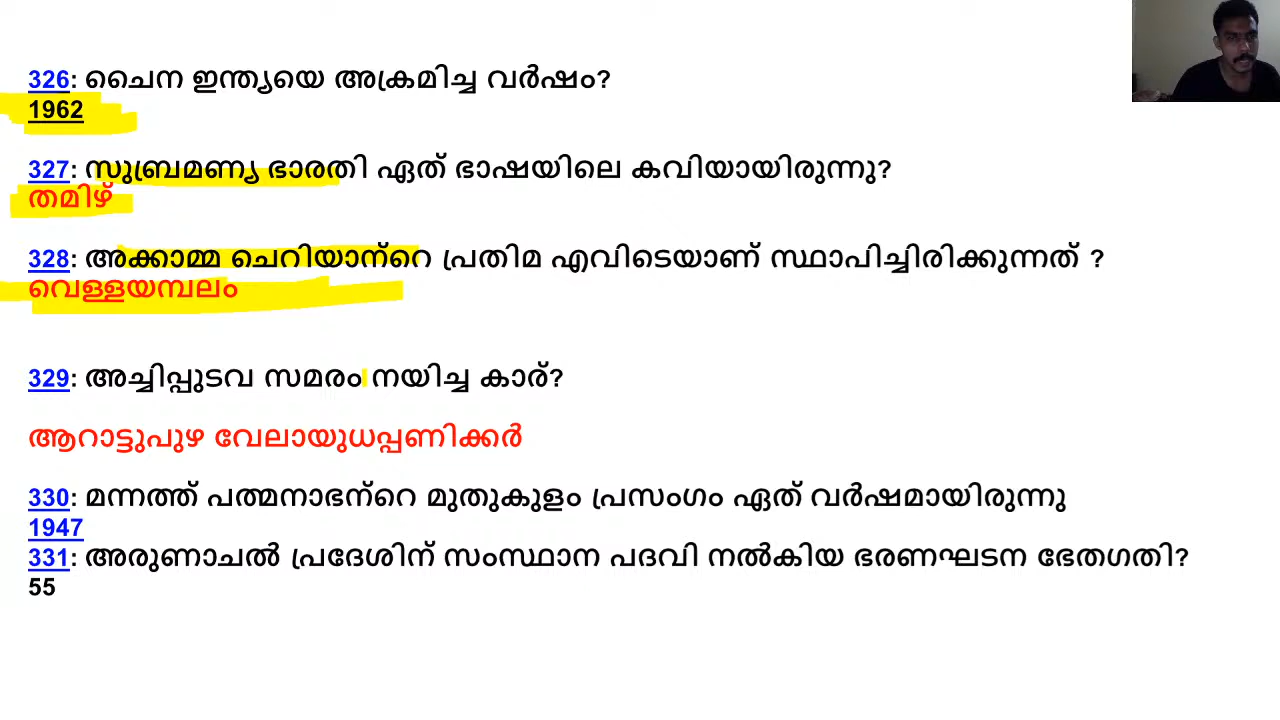 326: ചൈന ഇന്ത്യയെ അക്രമിച്ച വർഷം?
1962
327: സുബ്രമണ്യ ഭാരതി ഏത് ഭാഷയിലെ കവിയായിരുന്നു?
തമിഴ്
328: അക്കാമ്മ ചെറിയാന്റെ പ്രതിമ എവിടെയാണ് സ്ഥാപിച്ചിരിക്കുന്നത് ?
വെള്ളയമ്പലം
329: അച്ചിപ്പുടവ സമരം നയിച്ച കാര്?
ആറാട്ടുപുഴ വേലായുധപ്പണിക്കർ
330: മന്നത്ത് പത്മനാഭന്റെ മുതുകുളം പ്രസംഗം ഏത് വർഷമായിരുന്നു
1947
331: അരുണാചൽ പ്രദേശിന് സംസ്ഥാന പദവി നൽകിയ ഭരണഘടന ഭേതഗതി?
55